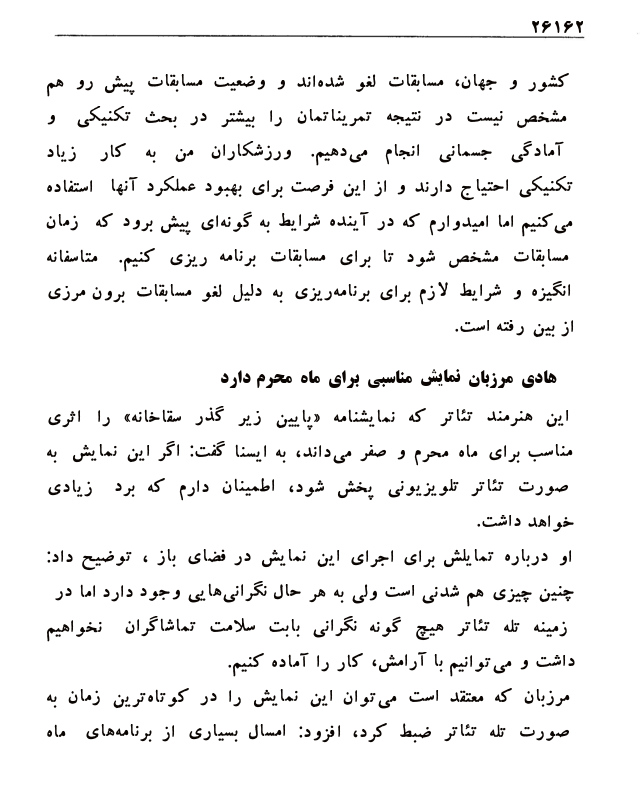 ۲۶۱۶۲
کشور و جهان، مسابقات لغو شده‌اند و وضعیت مسابقات پیش رو هم
مشخص نیست در نتیجه تمریناتمان را بیشتر در بحث تکنیکی و
آمادگی جسمانی انجام می‌دهیم. ورزشکاران من به کار زیاد
تکنیکی احتیاج دارند و از این فرصت برای بهبود عملکرد آنها استفاده
می‌کنیم اما امیدوارم که در آینده شرایط به گونه‌ای پیش برود که زمان
مسابقات مشخص شود تا برای مسابقات برنامه ریزی کنیم. متاسفانه
انگیزه و شرایط لازم برای برنامه‌ریزی به دلیل لغو مسابقات برون مرزی
از بین رفته است.
هادی مرزبان نمایش مناسبی برای ماه محرم دارد
این هنرمند تئاتر که نمایشنامه «پایین زیر گذر سقاخانه» را اثری
مناسب برای ماه محرم و صفر می‌داند، به ایسنا گفت: اگر این نمایش به
صورت تئاتر تلویزیونی پخش شود، اطمینان دارم که برد زیادی
خواهد داشت.
او درباره تمایلش برای اجرای این نمایش در فضای باز ، توضیح داد:
چنین چیزی هم شدنی است ولی به هر حال نگرانی‌هایی وجود دارد اما در
زمینه تله تئاتر هیچ گونه نگرانی بابت سلامت تماشاگران نخواهیم
داشت و می‌توانیم با آرامش، کار را آماده کنیم.
مرزبان که معتقد است می‌توان این نمایش را در کوتاه‌ترین زمان به
صورت تله تئاتر ضبط کرد، افزود: امسال بسیاری از برنامه‌های ماه